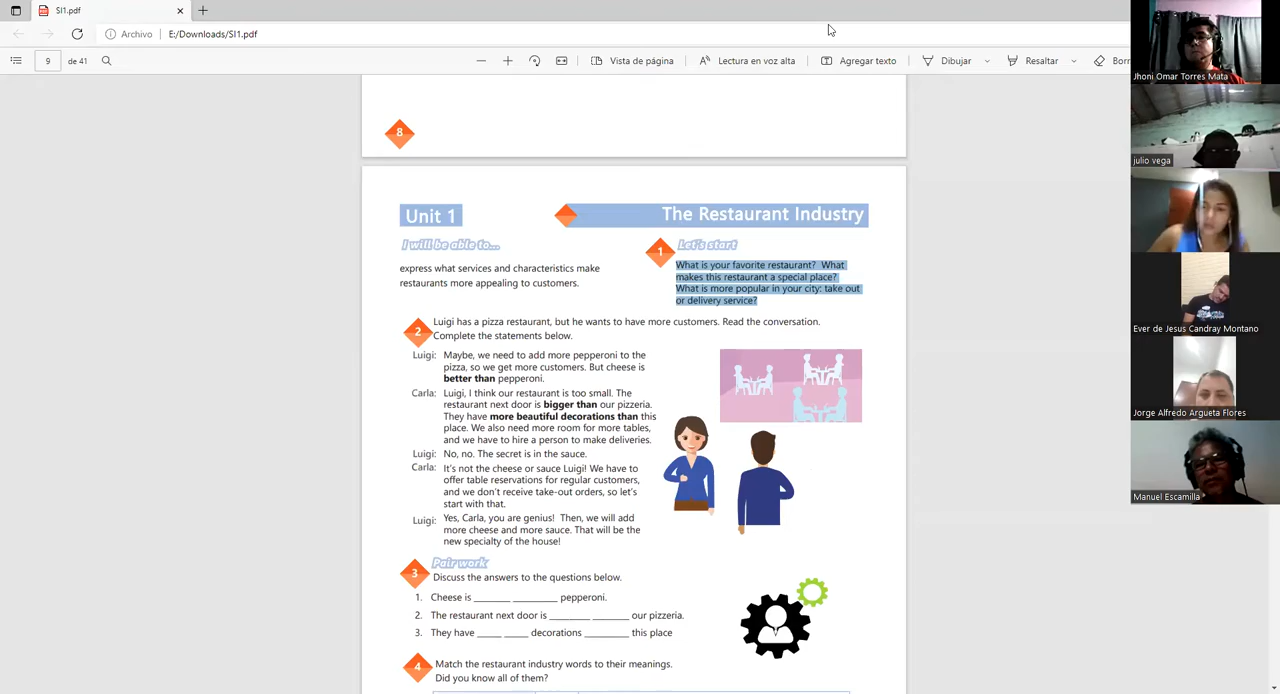 SI1.pdf
Archivo
E:/Downloads/SI1.pdf
9
de 41
Vista de página
Lectura en voz alta
Agregar texto
Dibujar
Resaltar
Borr
8
Unit 1
The Restaurant Industry
I will be able to...
express what services and characteristics make
restaurants more appealing to customers.
1
Let's start
What is your favorite restaurant? What
makes this restaurant a special place?
What is more popular in your city: take out
or delivery service?
2
Luigi has a pizza restaurant, but he wants to have more customers. Read the conversation.
Complete the statements below.
Luigi: Maybe, we need to add more pepperoni to the
pizza, so we get more customers. But cheese is
better than pepperoni.
Carla: Luigi, I think our restaurant is too small. The
restaurant next door is bigger than our pizzeria.
They have more beautiful decorations than this
place. We also need more room for more tables,
and we have to hire a person to make deliveries.
Luigi: No, no. The secret is in the sauce.
Carla: It's not the cheese or sauce Luigi! We have to
offer table reservations for regular customers,
and we don't receive take-out orders, so let's
start with that.
Luigi: Yes, Carla, you are genius! Then, we will add
more cheese and more sauce. That will be the
new specialty of the house!
3
Pair work
Discuss the answers to the questions below.
1. Cheese is _______ _________ pepperoni.
2. The restaurant next door is ________ _______ our pizzeria.
3. They have _____ _____ decorations _________ this place
4
Match the restaurant industry words to their meanings.
Did you know all of them?
Jhoni Omar Torres Mata
julio vega
Ever de Jesus Candray Montano
Jorge Alfredo Argueta Flores
Manuel Escamilla